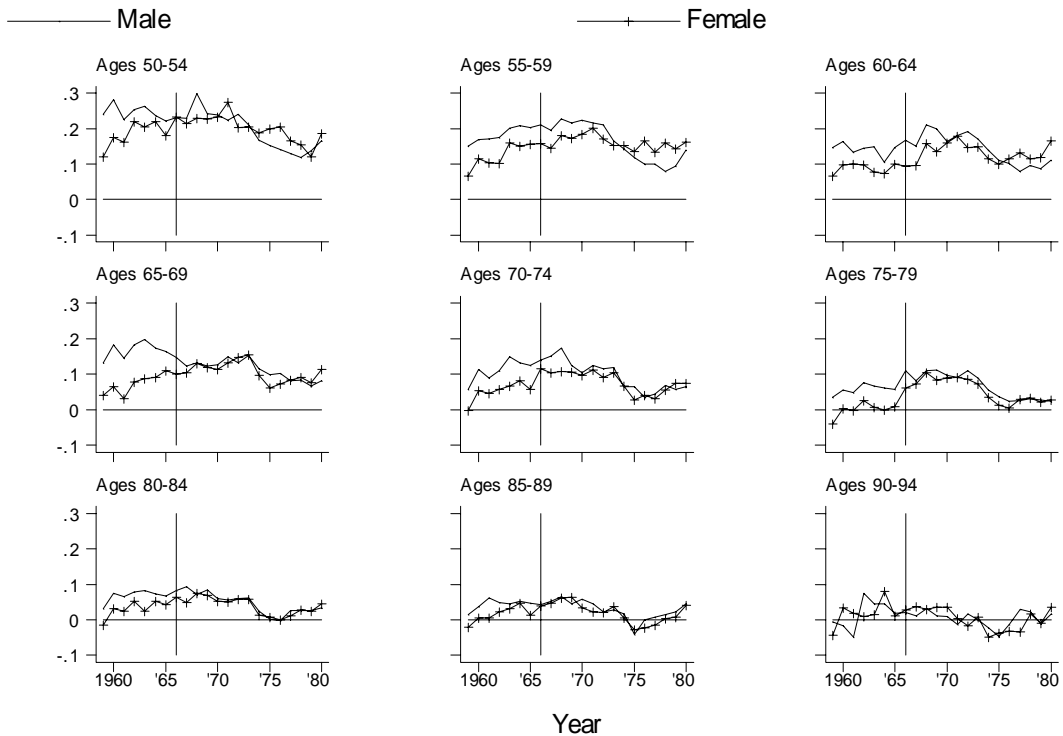 Male Female
Ages 50-54 Ages 55-59 Ages 60-64
.3
.2
.1
0
-.1
Ages 65-69 Ages 70-74 Ages 75-79
.3
.2
.1
0
-.1
Ages 80-84 Ages 85-89 Ages 90-94
.3
.2
.1
0
-.1
1960 '65 '70 '75 '80 1960 '65 '70 '75 '80 1960 '65 '70 '75 '80
Year